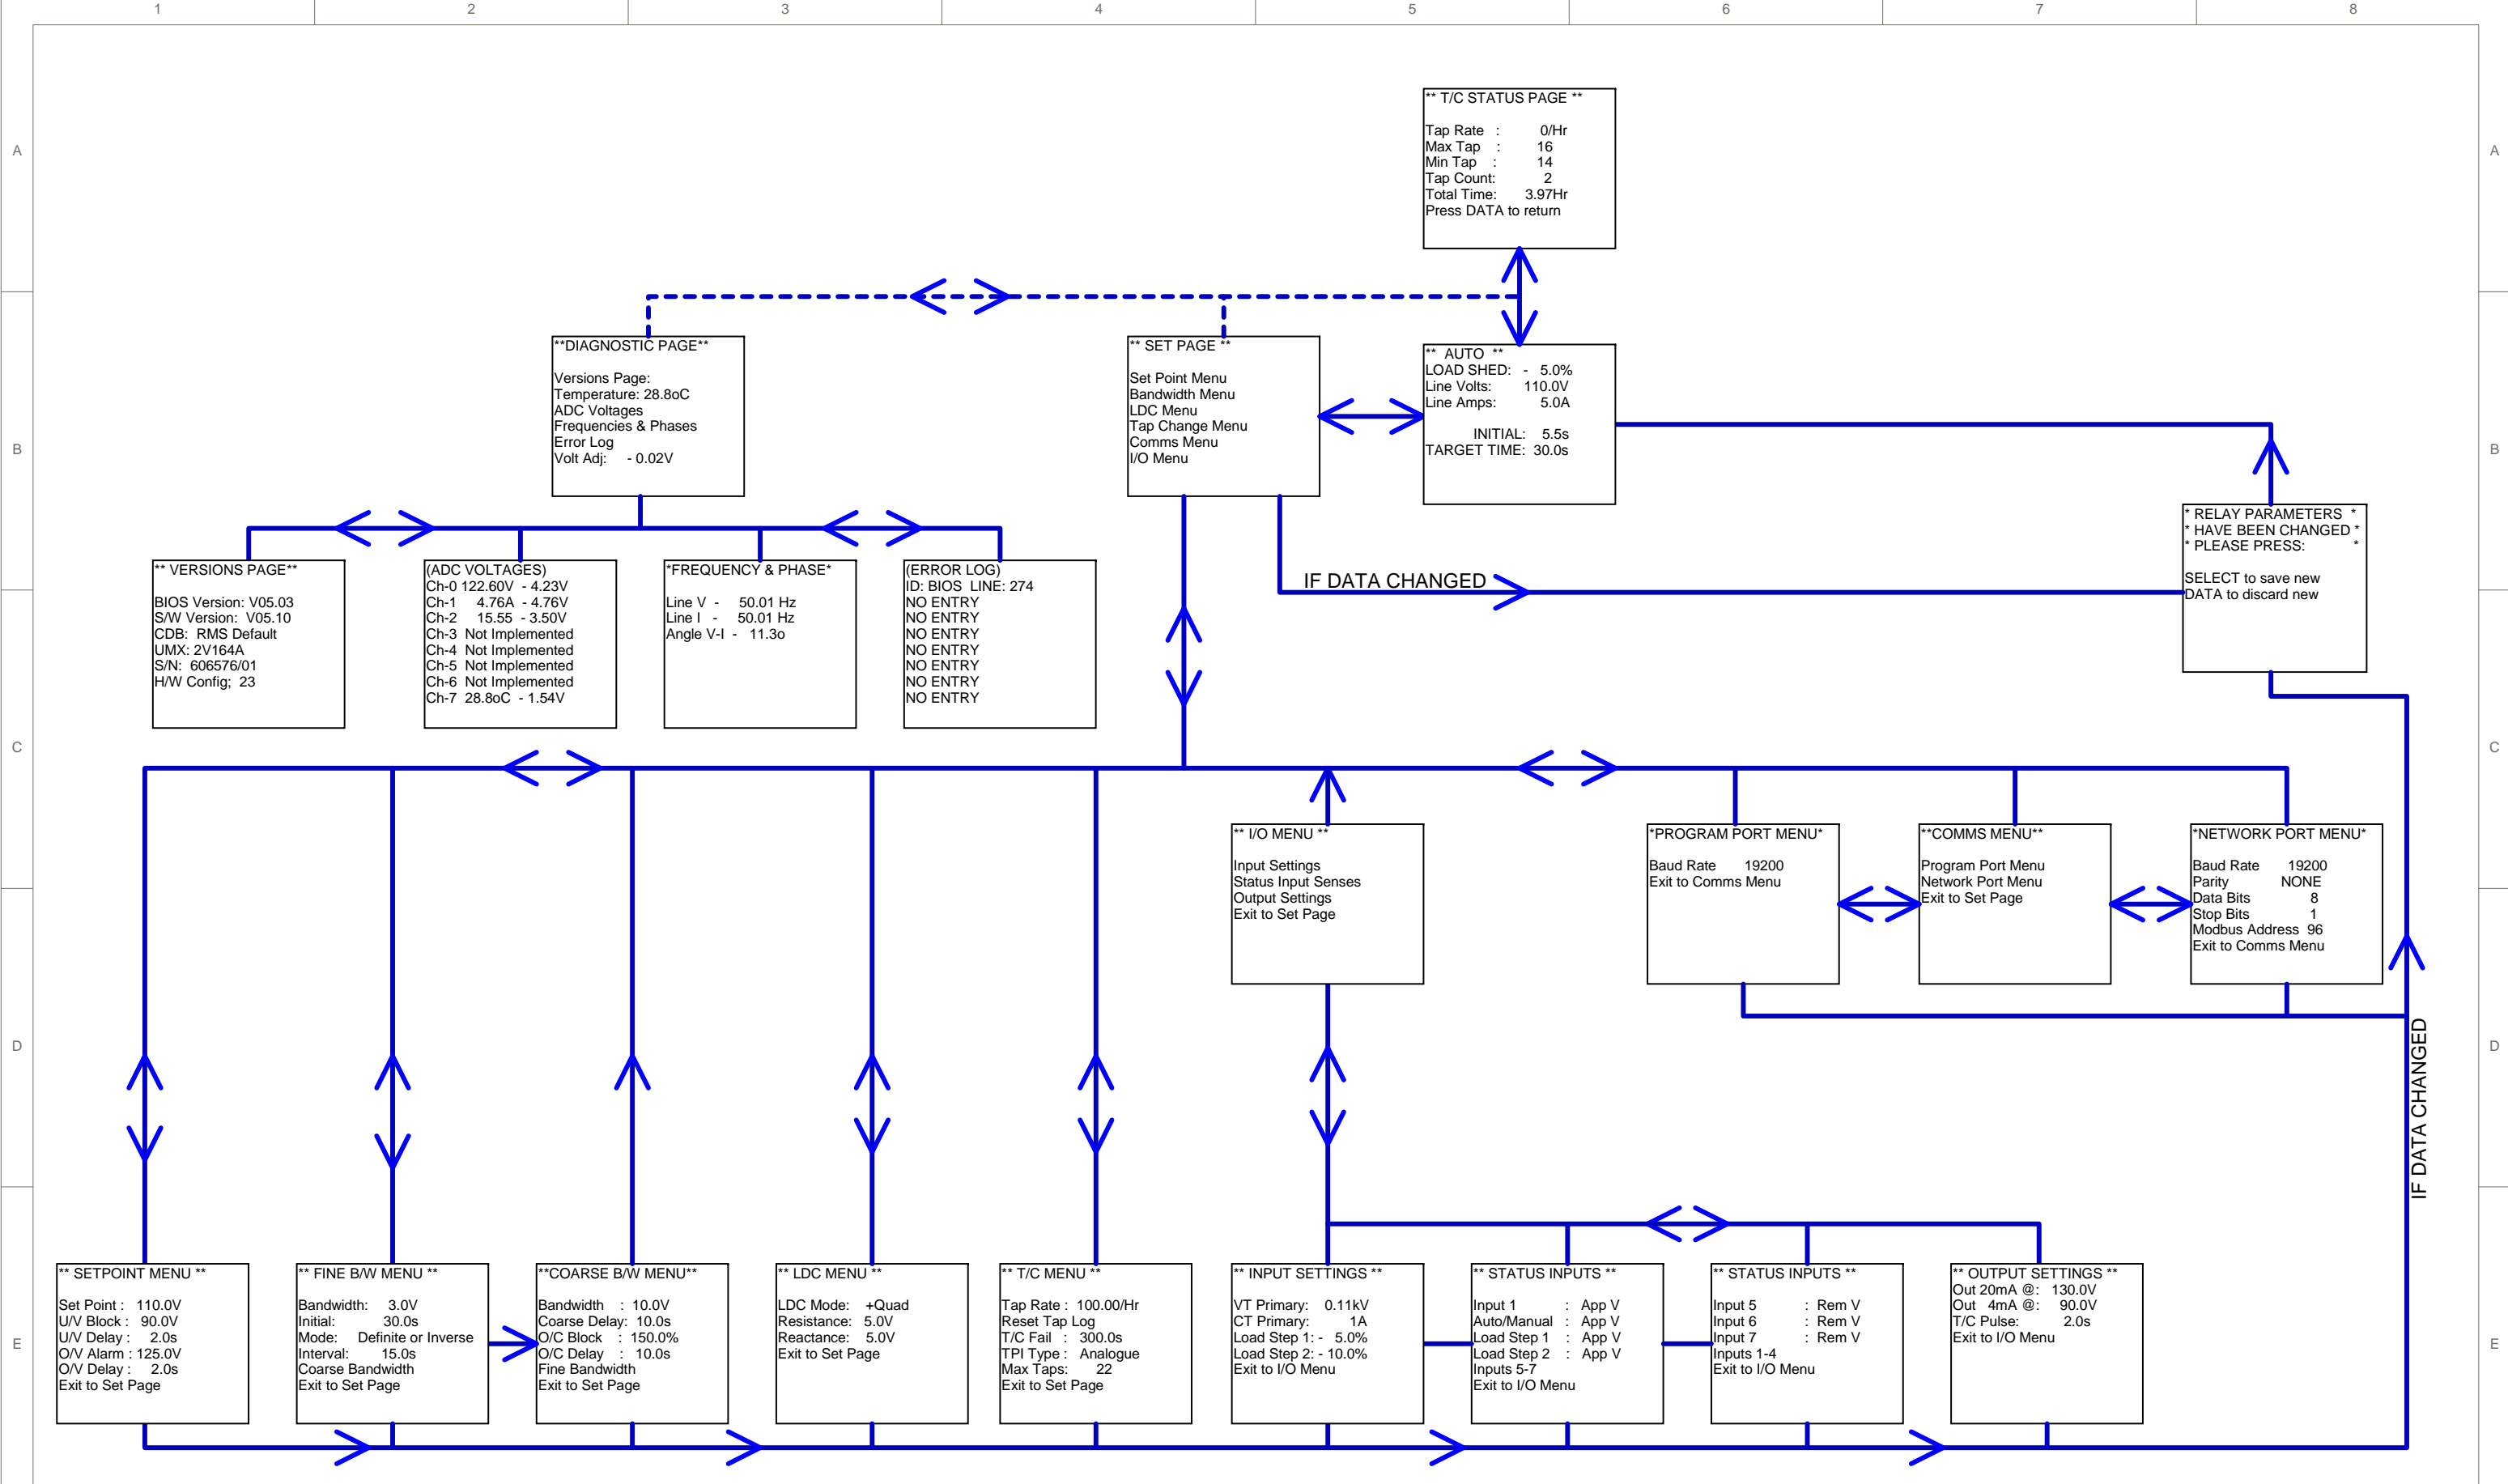 1 2 3 4 5 6 7 8
A A
** T/C STATUS PAGE **
Tap Rate : 0/Hr
Max Tap : 16
Min Tap : 14
Tap Count: 2
Total Time: 3.97Hr
Press DATA to return
B B
**DIAGNOSTIC PAGE**
Versions Page:
Temperature: 28.8oC
ADC Voltages
Frequencies & Phases
Error Log
Volt Adj: - 0.02V
** SET PAGE **
Set Point Menu
Bandwidth Menu
LDC Menu
Tap Change Menu
Comms Menu
I/O Menu
** AUTO **
LOAD SHED: - 5.0%
Line Volts: 110.0V
Line Amps: 5.0A
INITIAL: 5.5s
TARGET TIME: 30.0s
* RELAY PARAMETERS *
* HAVE BEEN CHANGED *
* PLEASE PRESS: *
SELECT to save new
DATA to discard new
IF DATA CHANGED
** VERSIONS PAGE**
BIOS Version: V05.03
S/W Version: V05.10
CDB: RMS Default
UMX: 2V164A
S/N: 606576/01
H/W Config; 23
(ADC VOLTAGES)
Ch-0 122.60V - 4.23V
Ch-1 4.76A - 4.76V
Ch-2 15.55 - 3.50V
Ch-3 Not Implemented
Ch-4 Not Implemented
Ch-5 Not Implemented
Ch-6 Not Implemented
Ch-7 28.8oC - 1.54V
*FREQUENCY & PHASE*
Line V - 50.01 Hz
Line I - 50.01 Hz
Angle V-I - 11.3o
(ERROR LOG)
ID: BIOS LINE: 274
NO ENTRY
NO ENTRY
NO ENTRY
NO ENTRY
NO ENTRY
NO ENTRY
NO ENTRY
C C
** I/O MENU **
Input Settings
Status Input Senses
Output Settings
Exit to Set Page
*PROGRAM PORT MENU*
Baud Rate 19200
Exit to Comms Menu
**COMMS MENU**
Program Port Menu
Network Port Menu
Exit to Set Page
*NETWORK PORT MENU*
Baud Rate 19200
Parity NONE
Data Bits 8
Stop Bits 1
Modbus Address 96
Exit to Comms Menu
D D
IF DATA CHANGED
** SETPOINT MENU **
Set Point : 110.0V
U/V Block : 90.0V
U/V Delay : 2.0s
O/V Alarm : 125.0V
O/V Delay : 2.0s
Exit to Set Page
** FINE B/W MENU **
Bandwidth: 3.0V
Initial: 30.0s
Mode: Definite or Inverse
Interval: 15.0s
Coarse Bandwidth
Exit to Set Page
**COARSE B/W MENU**
Bandwidth : 10.0V
Coarse Delay: 10.0s
O/C Block : 150.0%
O/C Delay : 10.0s
Fine Bandwidth
Exit to Set Page
** LDC MENU **
LDC Mode: +Quad
Resistance: 5.0V
Reactance: 5.0V
Exit to Set Page
** T/C MENU **
Tap Rate : 100.00/Hr
Reset Tap Log
T/C Fail : 300.0s
TPI Type : Analogue
Max Taps: 22
Exit to Set Page
** INPUT SETTINGS **
VT Primary: 0.11kV
CT Primary: 1A
Load Step 1: - 5.0%
Load Step 2: - 10.0%
Exit to I/O Menu
** STATUS INPUTS **
Input 1 : App V
Auto/Manual : App V
Load Step 1 : App V
Load Step 2 : App V
Inputs 5-7
Exit to I/O Menu
** STATUS INPUTS **
Input 5 : Rem V
Input 6 : Rem V
Input 7 : Rem V
Inputs 1-4
Exit to I/O Menu
** OUTPUT SETTINGS **
Out 20mA @: 130.0V
Out 4mA @: 90.0V
T/C Pulse: 2.0s
Exit to I/O Menu
E E